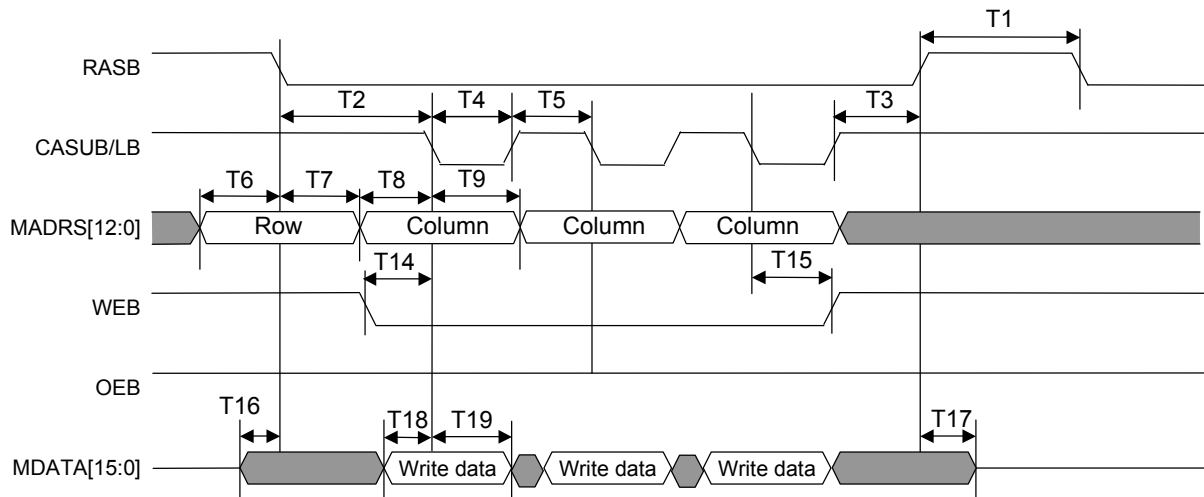 T1
RASB
T2 T4 T5 T3
CASUB/LB
T6 T7 T8 T9
MADRS[12:0] Row Column Column Column
T14 T15
WEB
OEB
T16 T18 T19 T17
MDATA[15:0] Write data Write data Write data